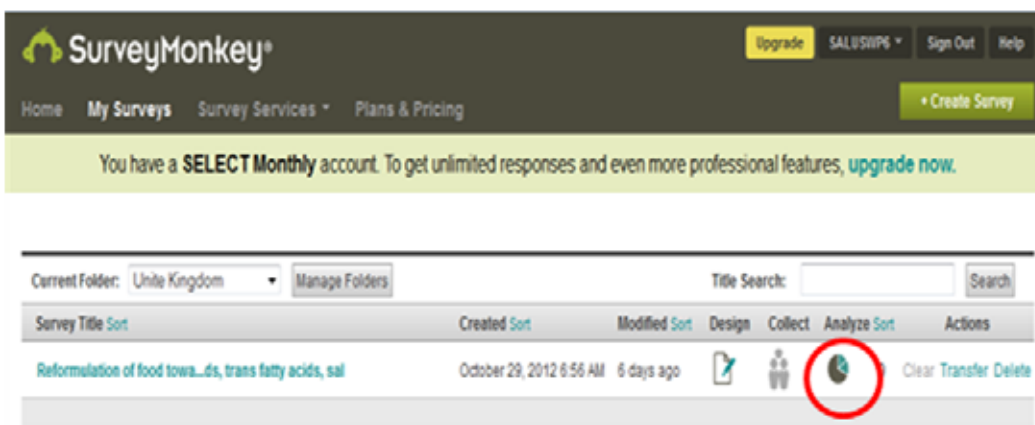 SurveyMonkey®
Upgrade SALUSWP6 Sign Out Help
Home My Surveys Survey Services Plans & Pricing
+ Create Survey
You have a SELECT Monthly account. To get unlimited responses and even more professional features, upgrade now.
Current Folder: Unite Kingdom Manage Folders Title Search: Search
Survey Title Sort Created Sort Modified Sort Design Collect Analyze Sort Actions
Reformulation of food towa...ds, trans fatty acids, sal October 29, 2012 6:56 AM 6 days ago Clear Transfer Delete